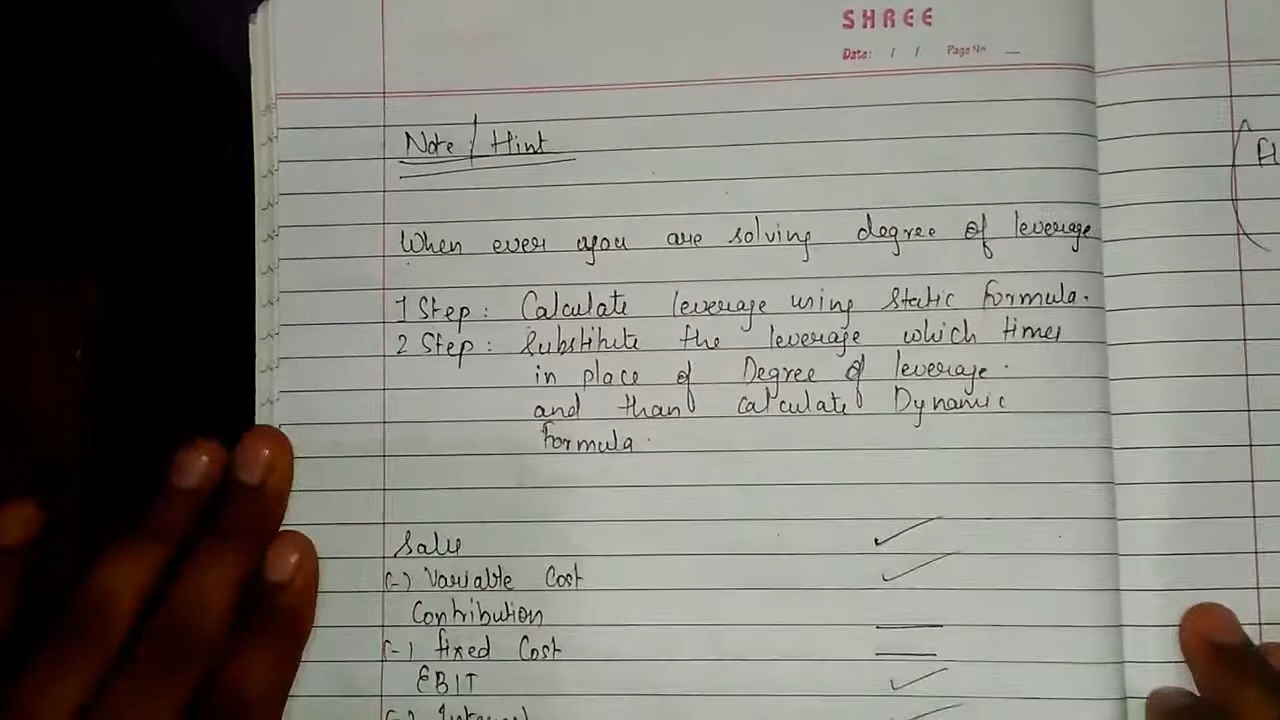 SHREE
Date: / / Page No
Note / Hint
When ever you are solving degree of leverage
1 Step : Calculate leverage using Static formula.
2 Step : Substitute the leverage which times
in place of Degree of leverage.
and than calculate Dynamic
formula.
Sale
(-) Variable Cost
Contribution
(-) fixed Cost
EBIT